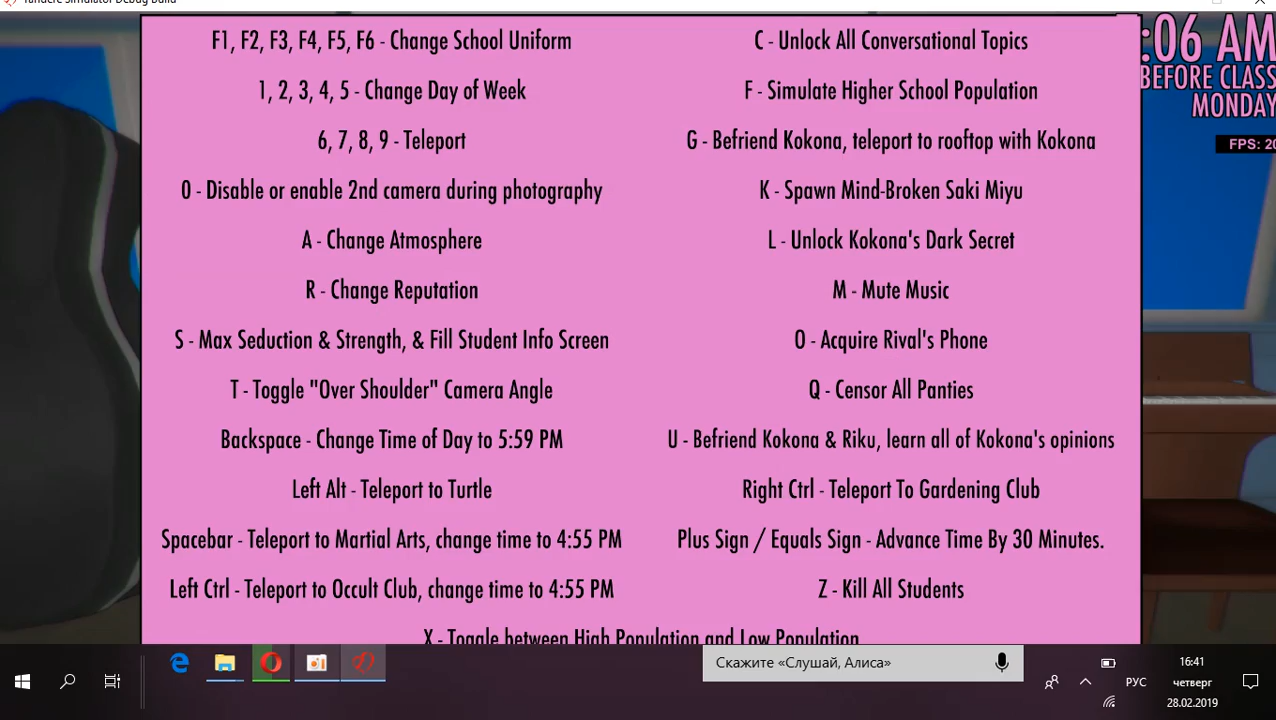 Yandere Simulator Debug Build
F1, F2, F3, F4, F5, F6 - Change School Uniform
1, 2, 3, 4, 5 - Change Day of Week
6, 7, 8, 9 - Teleport
0 - Disable or enable 2nd camera during photography
A - Change Atmosphere
R - Change Reputation
S - Max Seduction & Strength, & Fill Student Info Screen
T - Toggle "Over Shoulder" Camera Angle
Backspace - Change Time of Day to 5:59 PM
Left Alt - Teleport to Turtle
Spacebar - Teleport to Martial Arts, change time to 4:55 PM
Left Ctrl - Teleport to Occult Club, change time to 4:55 PM
C - Unlock All Conversational Topics
F - Simulate Higher School Population
G - Befriend Kokona, teleport to rooftop with Kokona
K - Spawn Mind-Broken Saki Miyu
L - Unlock Kokona's Dark Secret
M - Mute Music
O - Acquire Rival's Phone
Q - Censor All Panties
U - Befriend Kokona & Riku, learn all of Kokona's opinions
Right Ctrl - Teleport To Gardening Club
Plus Sign / Equals Sign - Advance Time By 30 Minutes.
Z - Kill All Students
X - Toggle between High Population and Low Population
:06 AM
BEFORE CLASS
MONDAY
FPS: 20
Скажите «Слушай, Алиса»
РУС
16:41
четверг
28.02.2019